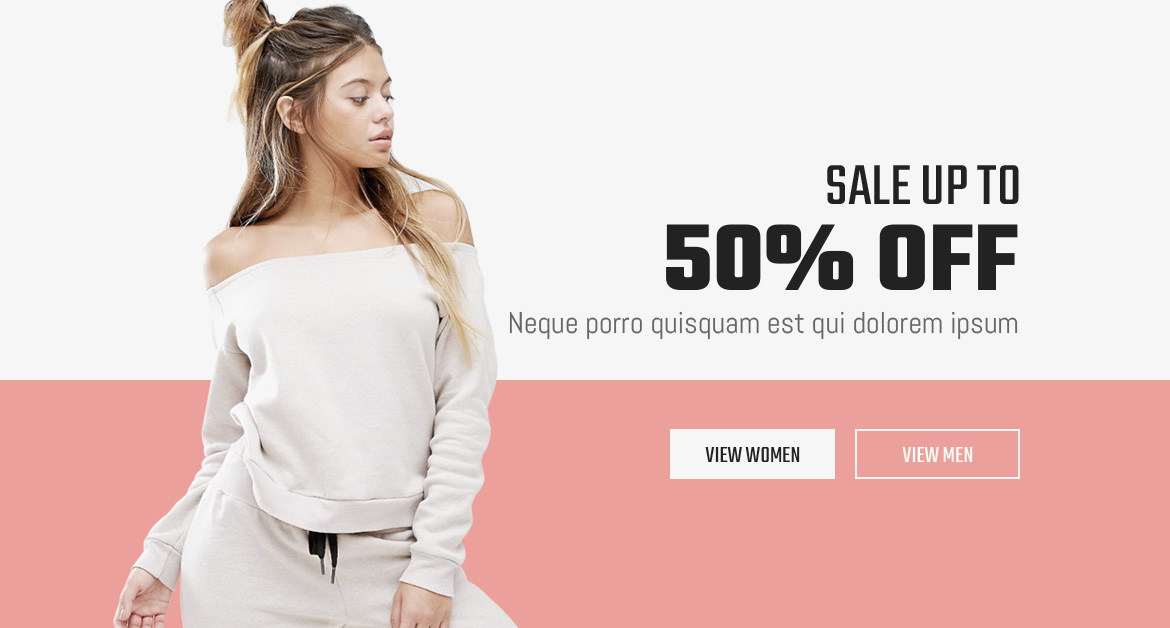 SALE UP TO
50% OFF
Neque porro quisquam est qui dolorem ipsum
VIEW WOMEN
VIEW MEN